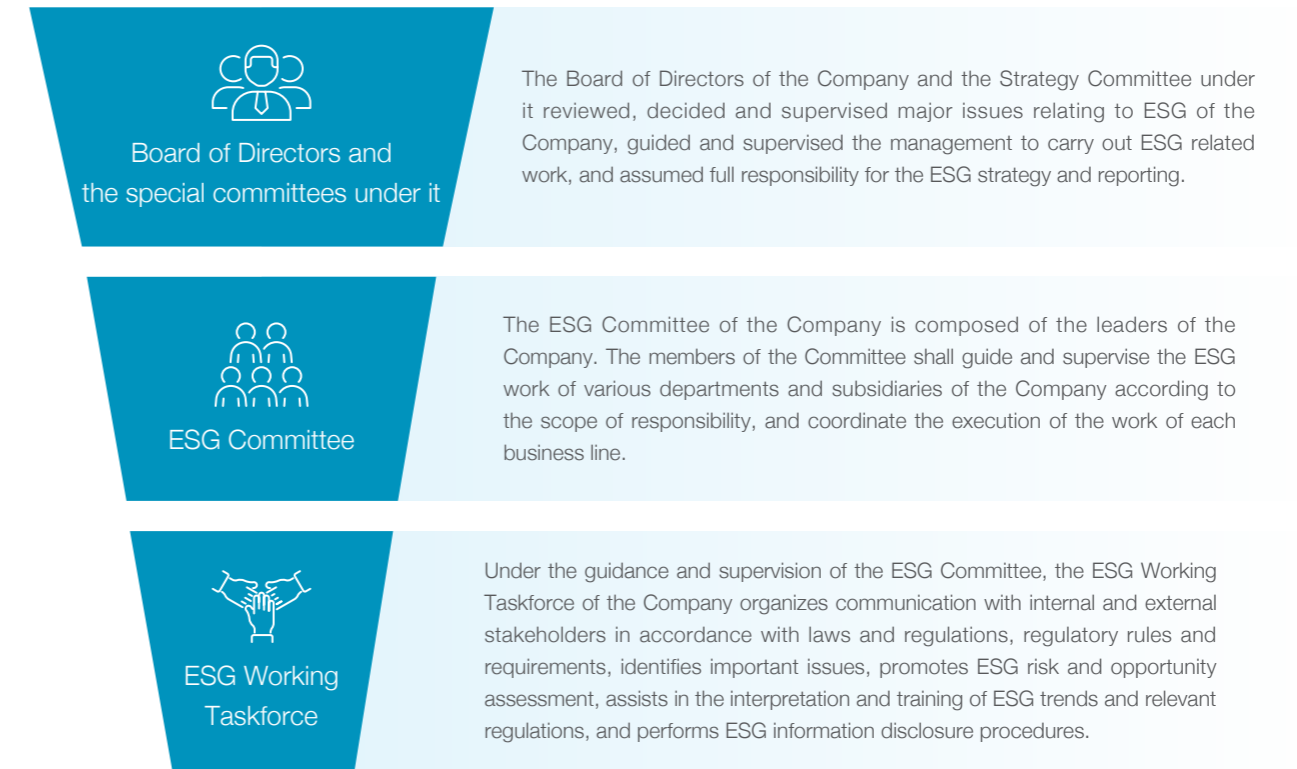 Board of Directors and
the special committees under it
The Board of Directors of the Company and the Strategy Committee under
it reviewed, decided and supervised major issues relating to ESG of the
Company, guided and supervised the management to carry out ESG related
work, and assumed full responsibility for the ESG strategy and reporting.
ESG Committee
The ESG Committee of the Company is composed of the leaders of the
Company. The members of the Committee shall guide and supervise the ESG
work of various departments and subsidiaries of the Company according to
the scope of responsibility, and coordinate the execution of the work of each
business line.
ESG Working
Taskforce
Under the guidance and supervision of the ESG Committee, the ESG Working
Taskforce of the Company organizes communication with internal and external
stakeholders in accordance with laws and regulations, regulatory rules and
requirements, identifies important issues, promotes ESG risk and opportunity
assessment, assists in the interpretation and training of ESG trends and relevant
regulations, and performs ESG information disclosure procedures.